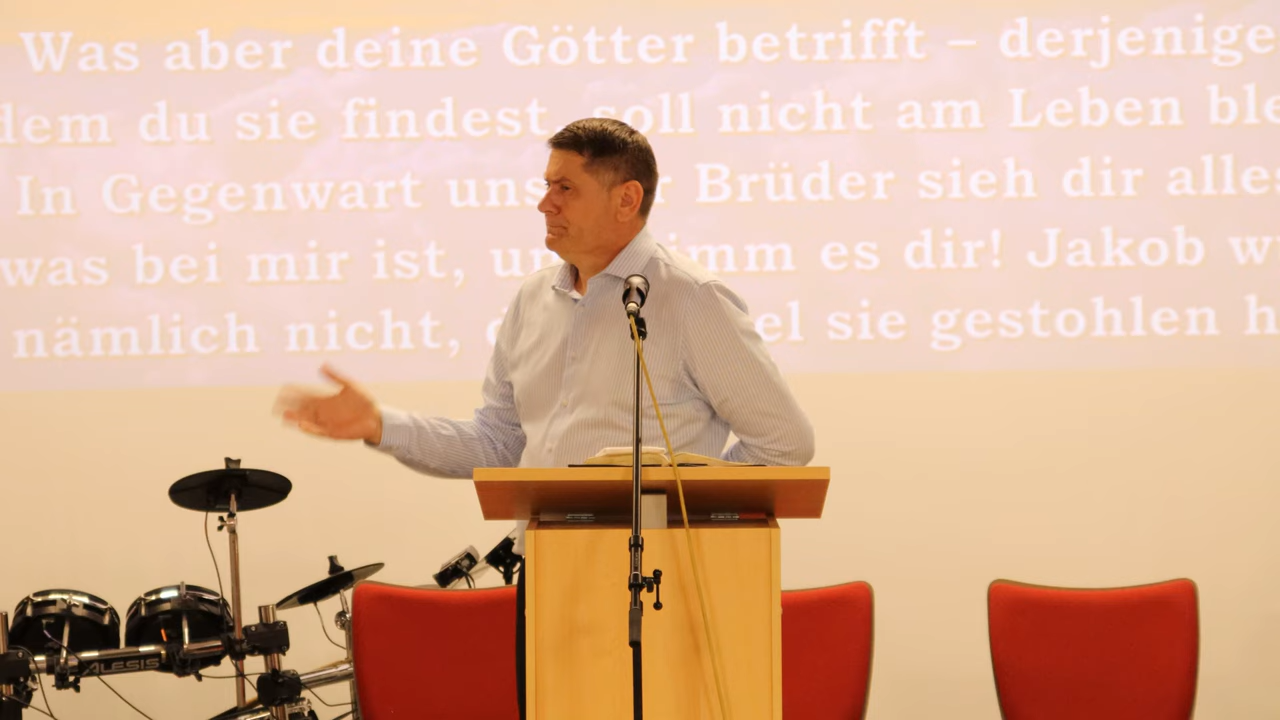 Was aber deine Götter betrifft – derjenige
dem du sie findest, soll nicht am Leben ble
In Gegenwart uns r Brüder sieh dir alles
was bei mir ist, un imm es dir! Jakob w
nämlich nicht, d el sie gestohlen h
ALESIS